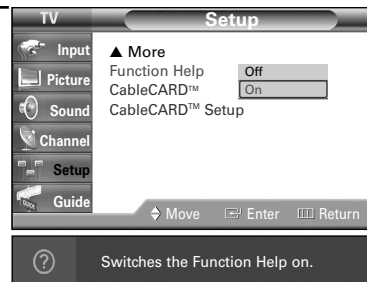 TV
Setup
Input
Picture
Sound
Channel
Setup
Guide
▲ More
Function Help
Off
CableCARD™
On
CableCARD™ Setup
Move Enter Return
Switches the Function Help on.